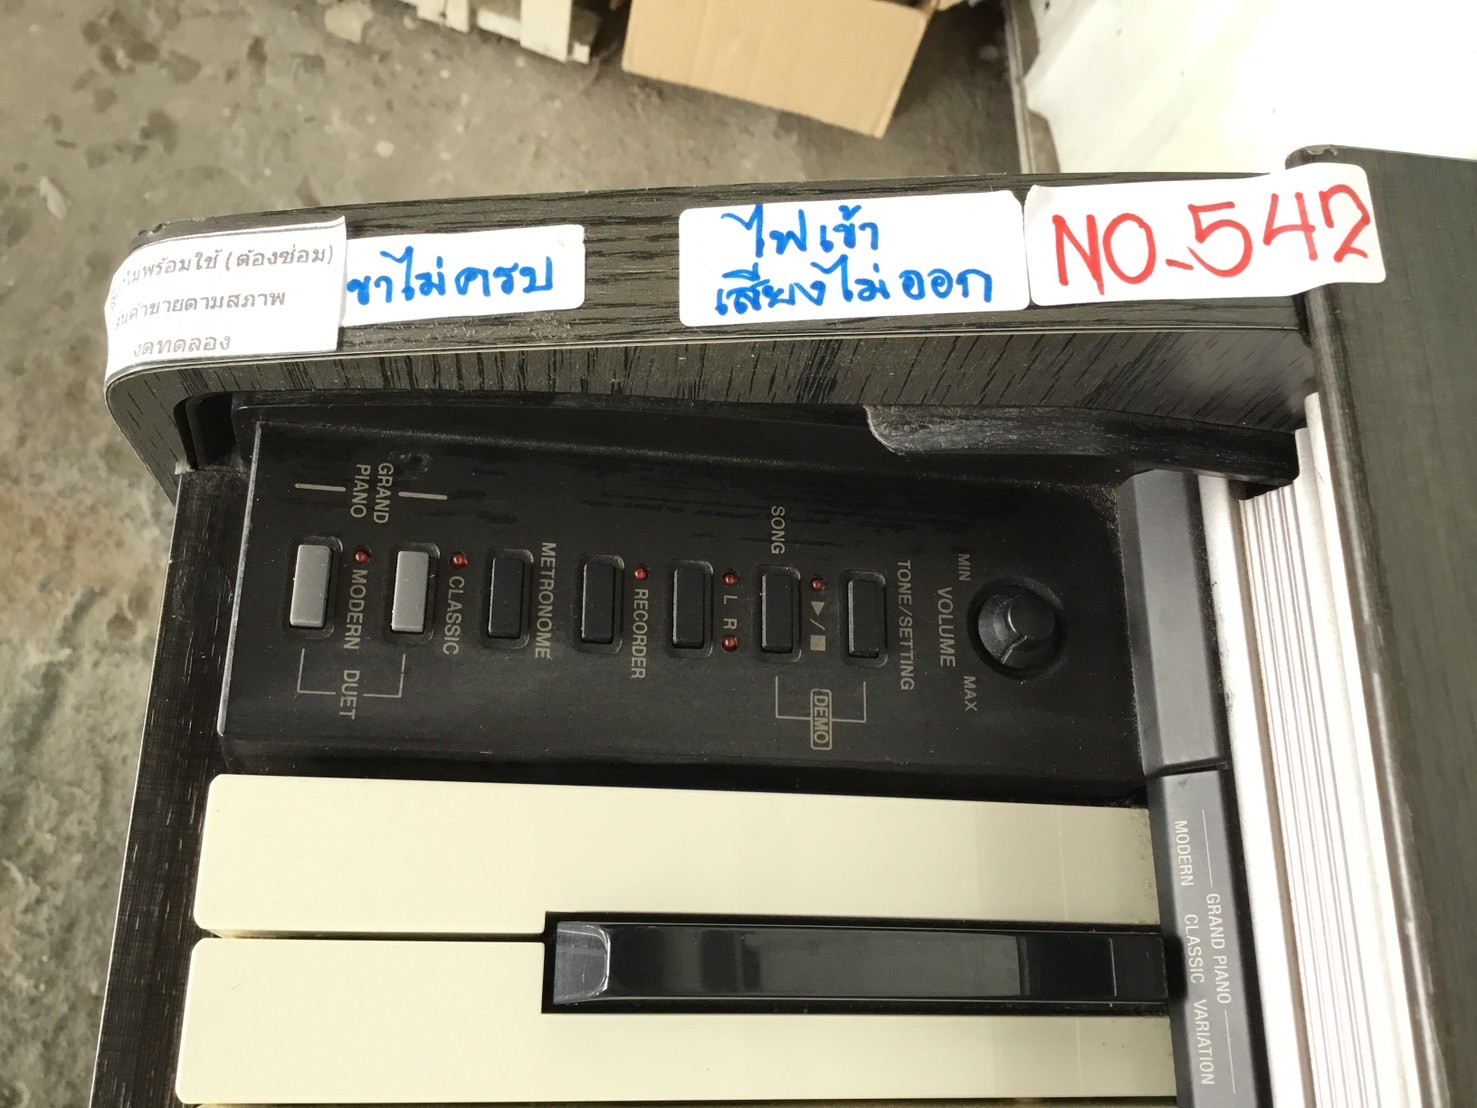 ไม่พร้อมใช้ (ต้องซ่อม)
ค้าขายตามสภาพ
งดทดลอง
ขาไม่ครบ
ไฟเข้า
เสียงไม่ออก
NO.542
GRAND
PIANO
MODERN
CLASSIC
DUET
METRONOME
RECORDER
L R
SONG
▶/■
TONE/SETTING
DEMO
MIN
VOLUME
MAX
GRAND PIANO
MODERN CLASSIC VARIATION